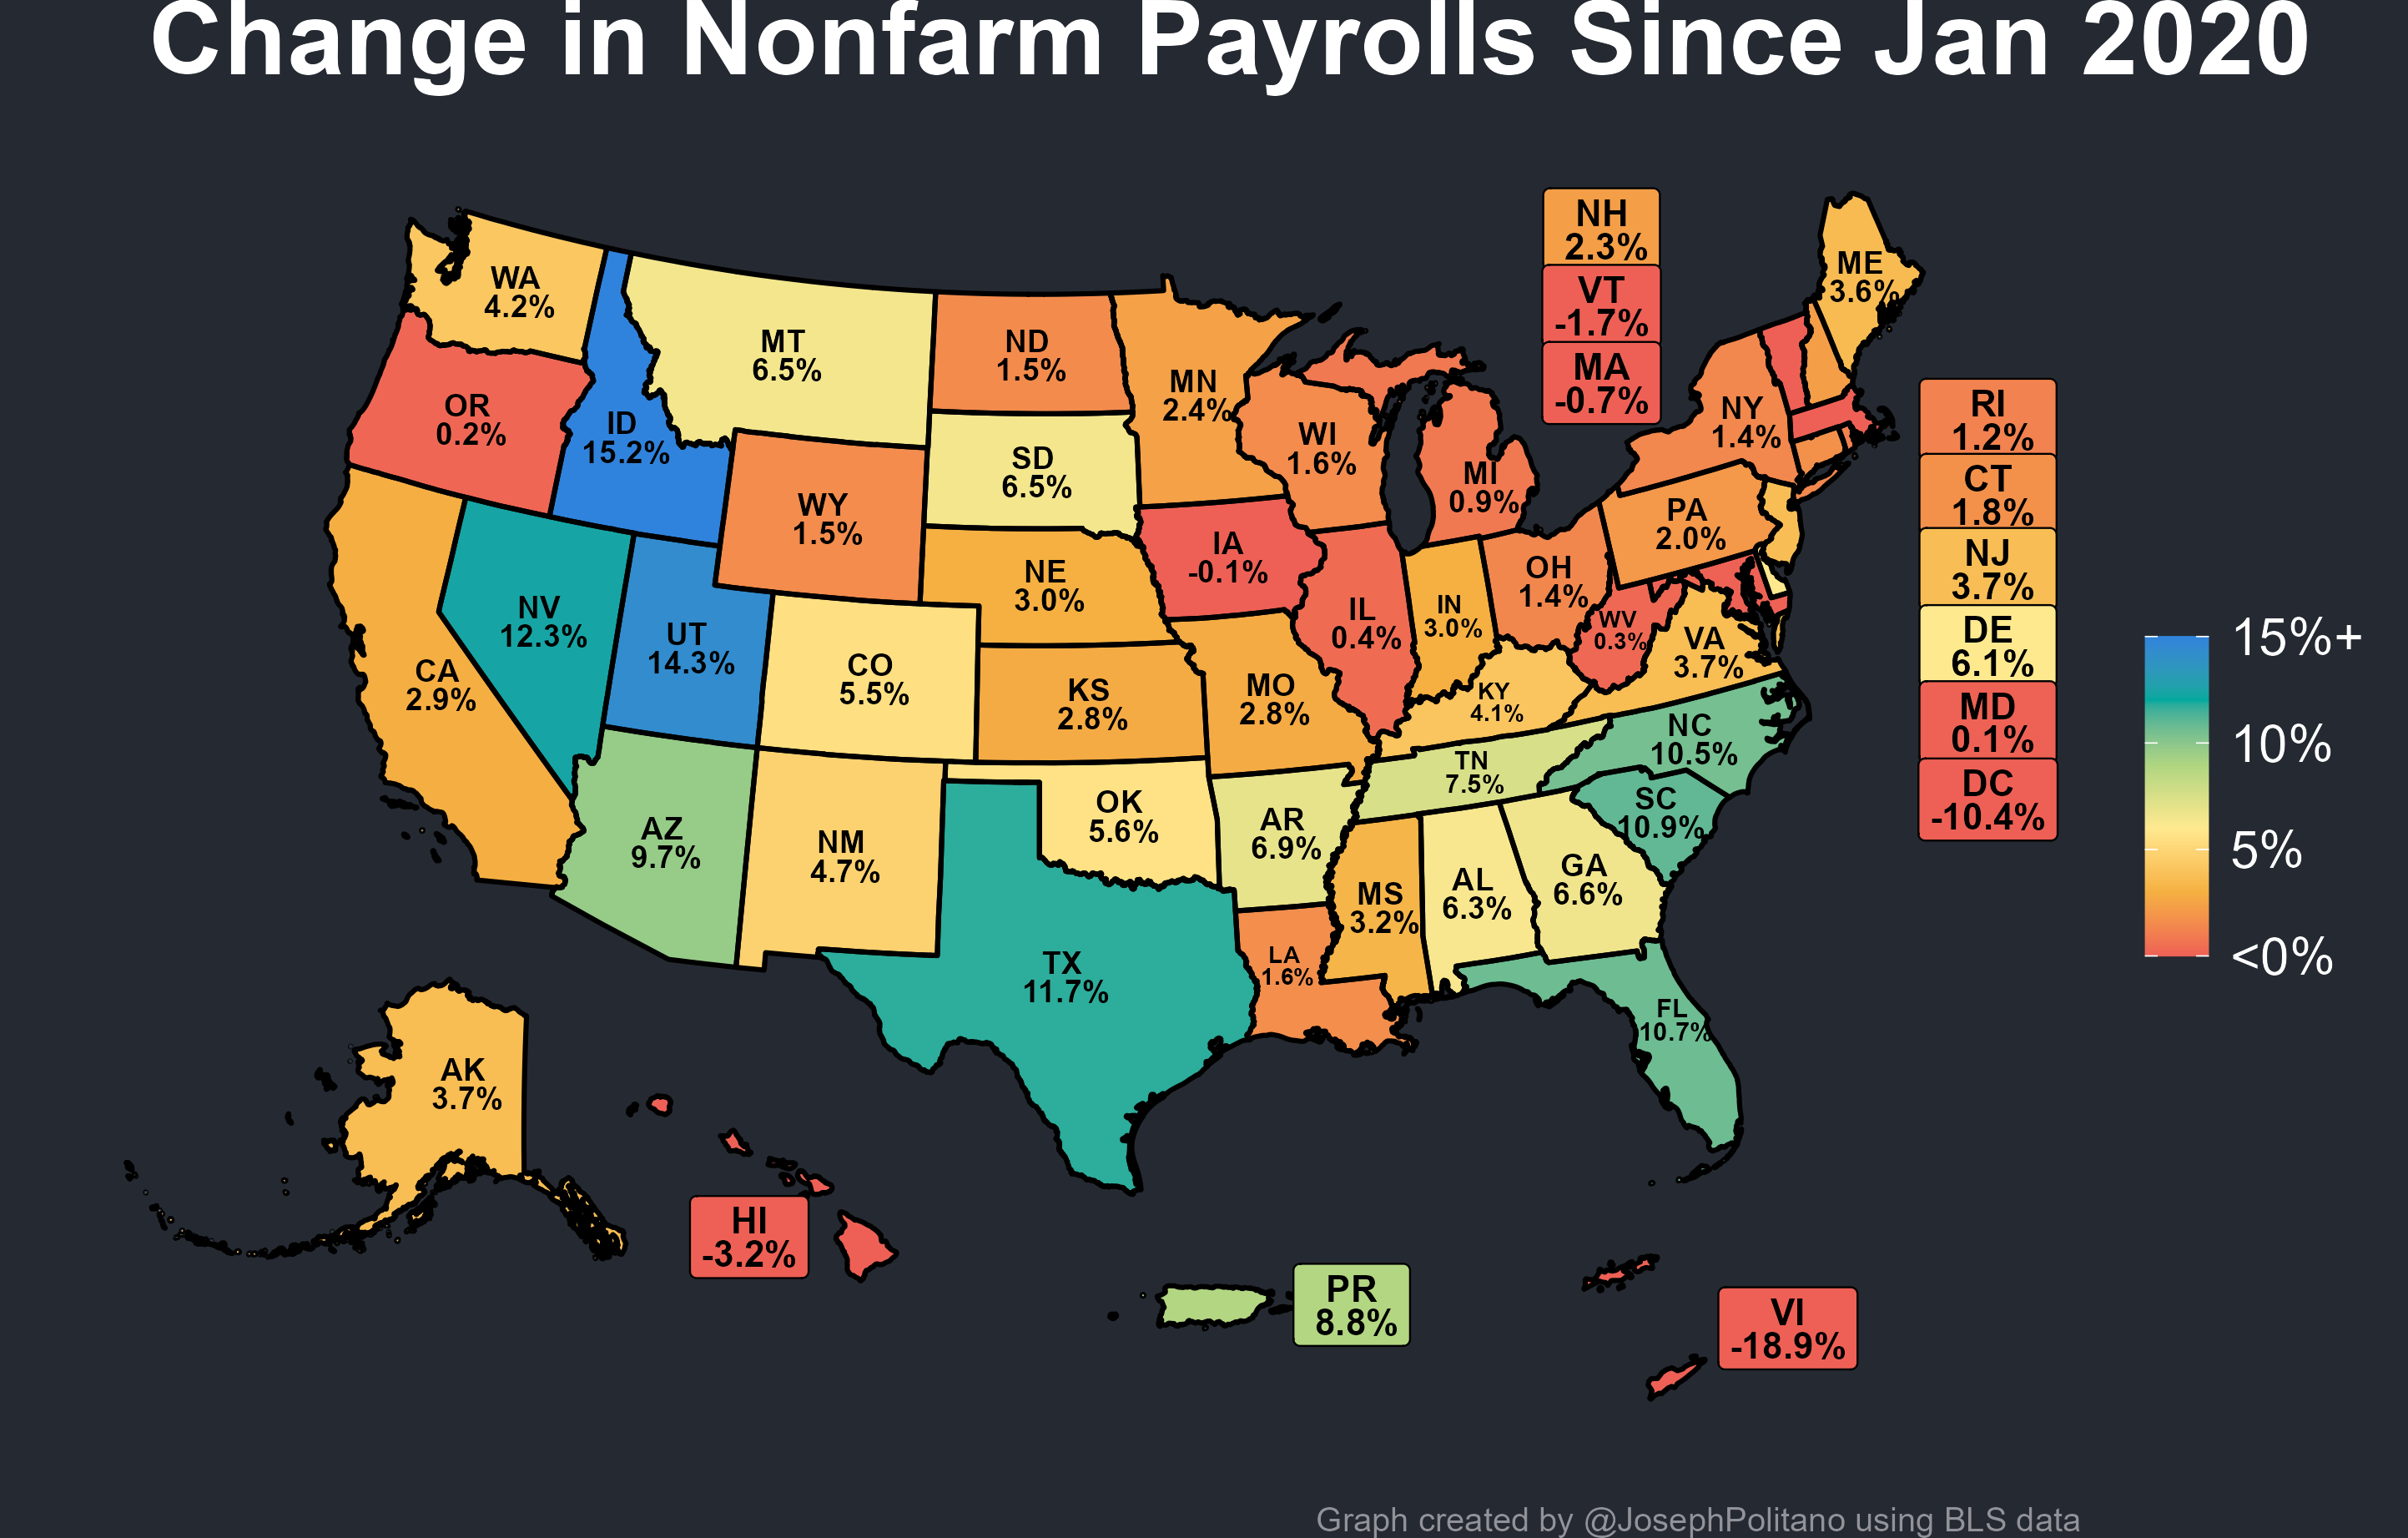 Change in Nonfarm Payrolls Since Jan 2020
NH
2.3%
VT
-1.7%
MA
-0.7%
ME
3.6%
WA
4.2%
MT
6.5%
ND
1.5%
MN
2.4%
OR
0.2%
ID
15.2%
SD
6.5%
WI
1.6%
MI
0.9%
NY
1.4%
RI
1.2%
CT
1.8%
NJ
3.7%
DE
6.1%
MD
0.1%
DC
-10.4%
WY
1.5%
IA
-0.1%
PA
2.0%
NE
3.0%
OH
1.4%
IN
3.0%
IL
0.4%
WV
0.3%
VA
3.7%
NV
12.3%
UT
14.3%
CO
5.5%
CA
2.9%
KS
2.8%
MO
2.8%
KY
4.1%
NC
10.5%
TN
7.5%
SC
10.9%
AZ
9.7%
NM
4.7%
OK
5.6%
AR
6.9%
MS
3.2%
AL
6.3%
GA
6.6%
TX
11.7%
LA
1.6%
FL
10.7%
AK
3.7%
HI
-3.2%
PR
8.8%
VI
-18.9%
15%+
10%
5%
<0%
Graph created by @JosephPolitano using BLS data